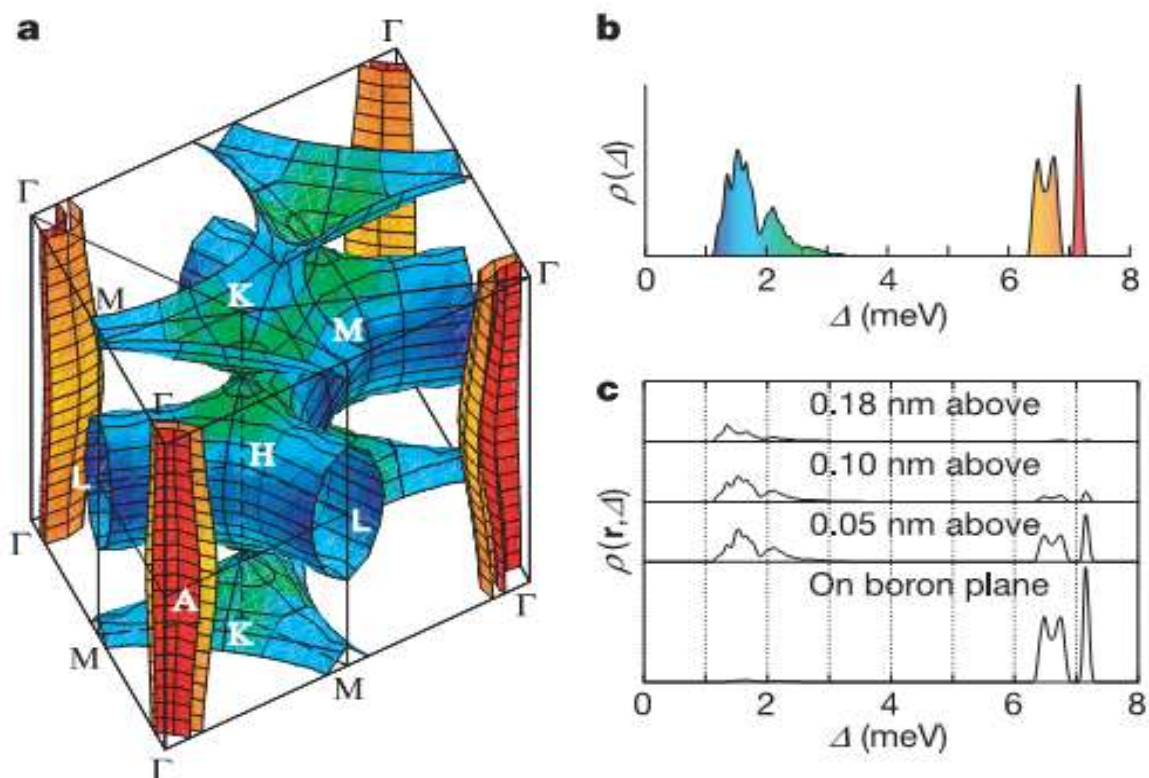 a
Γ
Γ
Γ
M
K
M
Γ
H
L
L
Γ
Γ
A
K
M
M
Γ
b
ρ(Δ)
0 2 4 6 8
Δ (meV)
c
0.18 nm above
0.10 nm above
0.05 nm above
On boron plane
ρ(r,Δ)
0 2 4 6 8
Δ (meV)